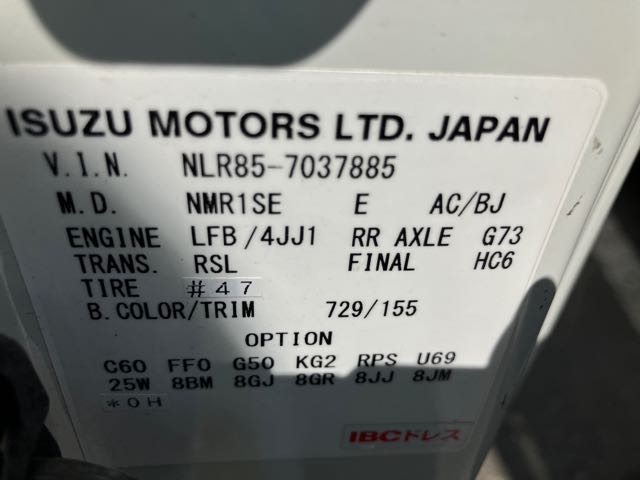 ISUZU MOTORS LTD. JAPAN
V.I.N. NLR85-7037885
M.D. NMR1SE E AC/BJ
ENGINE LFB/4JJ1 RR AXLE G73
TRANS. RSL FINAL HC6
TIRE #47
B.COLOR/TRIM 729/155
OPTION
C60 FF0 G50 KG2 RPS U69
25W 8BM 8GJ 8GR 8JJ 8JM
*0H
IBCドレス